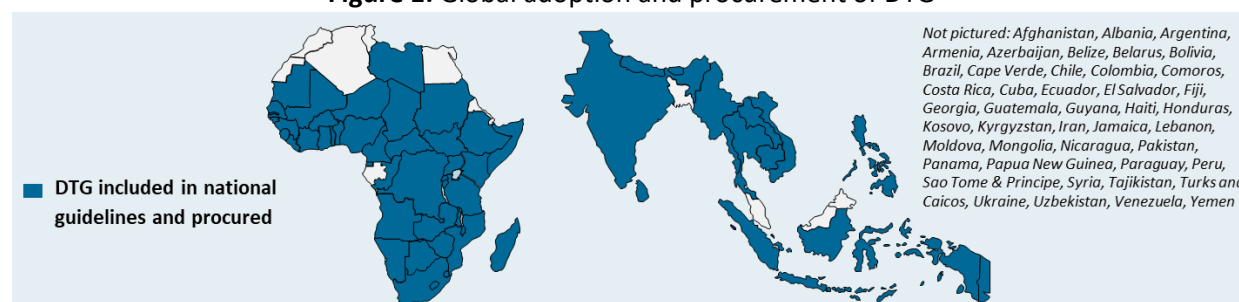 Figure 1. Global adoption and procurement of DTG
Not pictured: Afghanistan, Albania, Argentina,
Armenia, Azerbaijan, Belize, Belarus, Bolivia,
Brazil, Cape Verde, Chile, Colombia, Comoros,
Costa Rica, Cuba, Ecuador, El Salvador, Fiji,
Georgia, Guatemala, Guyana, Haiti, Honduras,
Kosovo, Kyrgyzstan, Iran, Jamaica, Lebanon,
Moldova, Mongolia, Nicaragua, Pakistan,
Panama, Papua New Guinea, Paraguay, Peru,
Sao Tome & Principe, Syria, Tajikistan, Turks and
Caicos, Ukraine, Uzbekistan, Venezuela, Yemen
DTG included in national
guidelines and procured